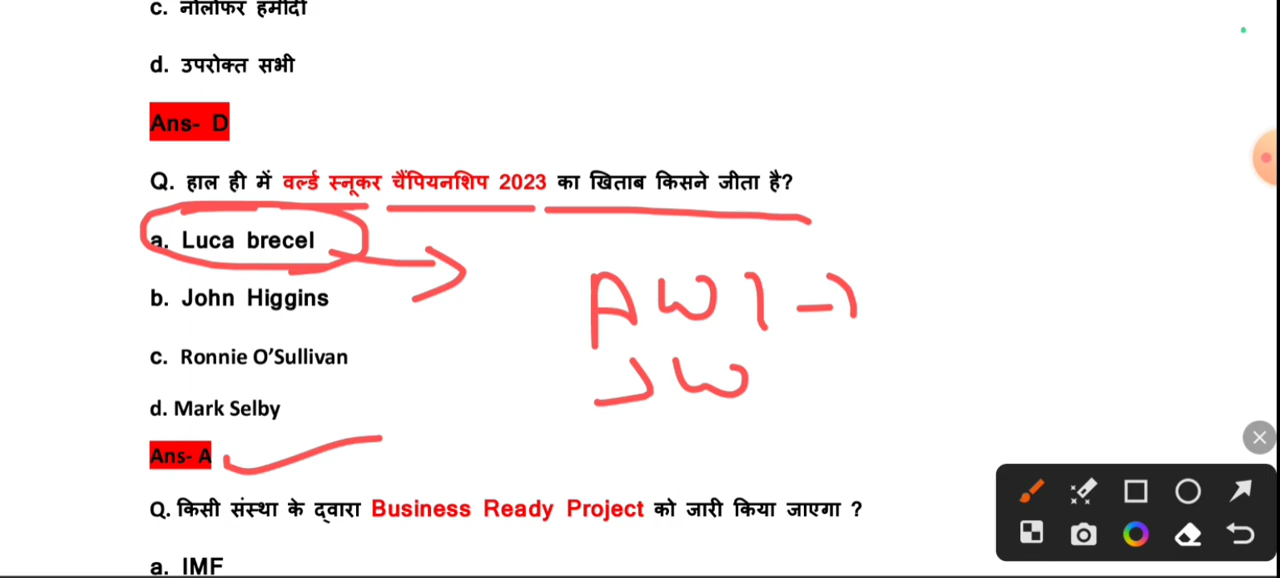 c. नीलोफर हमीदी
d. उपरोक्त सभी
Ans- D
Q. हाल ही में वर्ल्ड स्नूकर चैंपियनशिप 2023 का खिताब किसने जीता है?
a. Luca brecel
b. John Higgins
c. Ronnie O’Sullivan
d. Mark Selby
Ans- A
Q. किसी संस्था के द्वारा Business Ready Project को जारी किया जाएगा ?
a. IMF